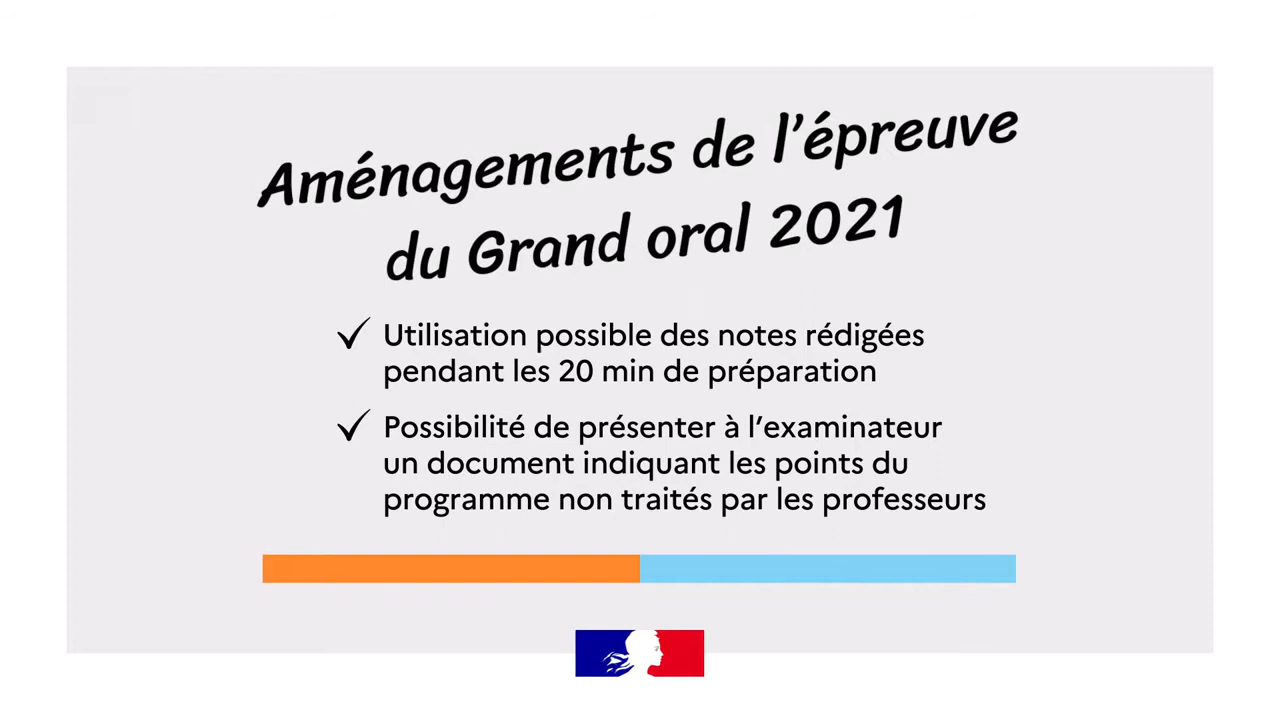 Aménagements de l’épreuve
du Grand oral 2021
Utilisation possible des notes rédigées
pendant les 20 min de préparation
Possibilité de présenter à l’examinateur
un document indiquant les points du
programme non traités par les professeurs